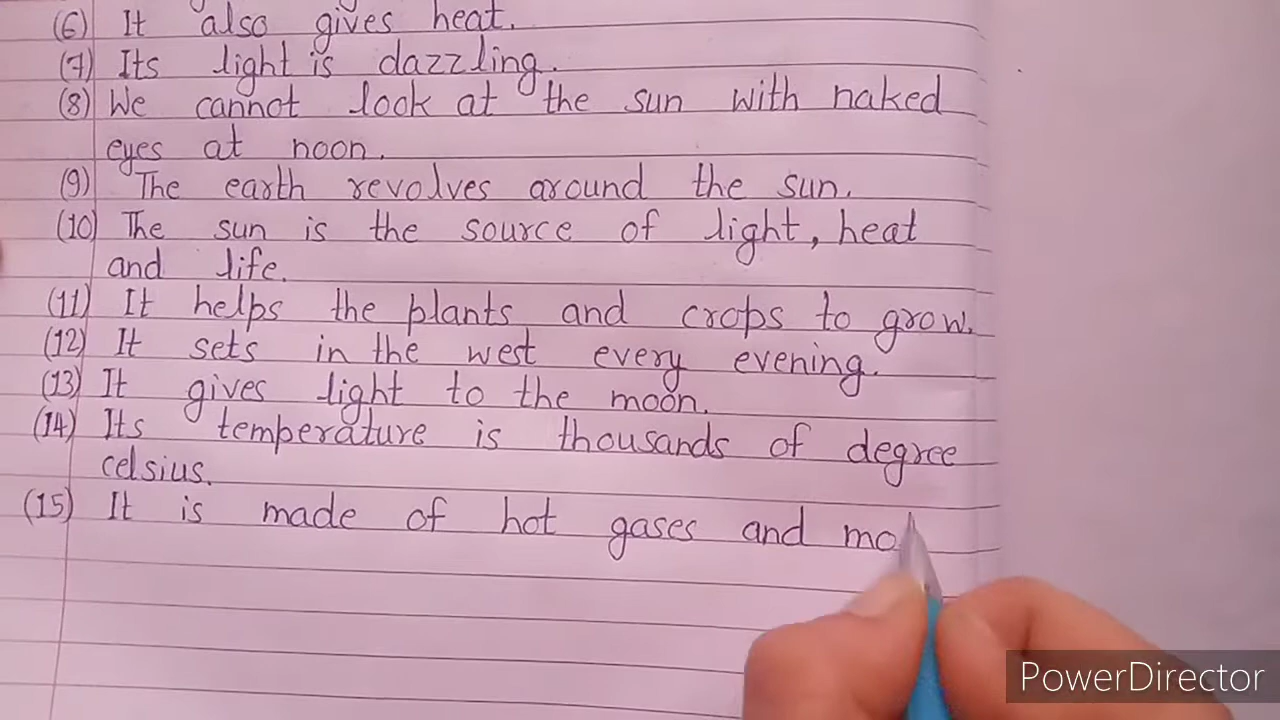 (6) It also gives heat.
(7) Its light is dazzling.
(8) We cannot look at the sun with naked
eyes at noon.
(9) The earth revolves around the sun.
(10) The sun is the source of light, heat
and life.
(11) It helps the plants and crops to grow.
(12) It sets in the west every evening.
(13) It gives light to the moon.
(14) Its temperature is thousands of degree
celsius.
(15) It is made of hot gases and mo
PowerDirector